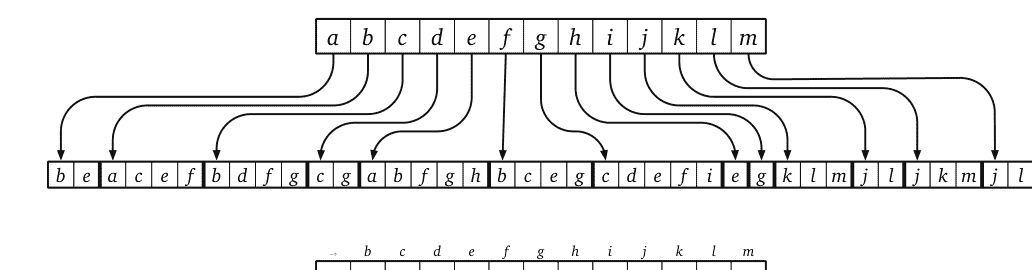 a b c d e f g h i j k l m
b e a c e f b d f g c g a b f g h b c e g c d e f i e g k l m j l j k m j l
b c d e f g h i j k l m